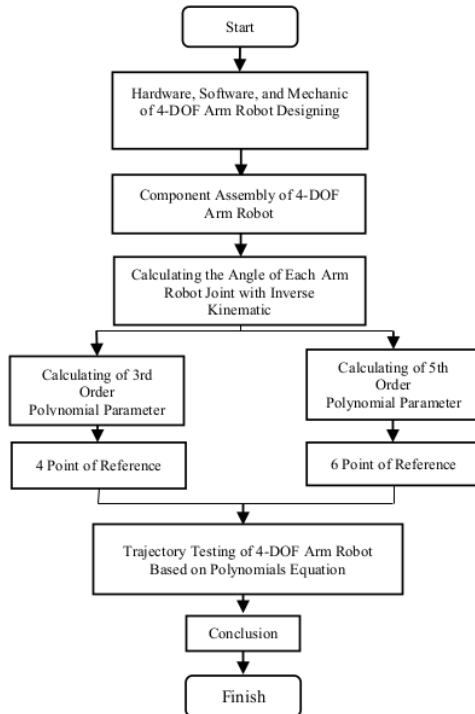 Start
Hardware, Software, and Mechanic
of 4-DOF Arm Robot Designing
Component Assembly of 4-DOF
Arm Robot
Calculating the Angle of Each Arm
Robot Joint with Inverse
Kinematic
Calculating of 3rd
Order
Polynomial Parameter
Calculating of 5th
Order
Polynomial Parameter
4 Point of Reference
6 Point of Reference
Trajectory Testing of 4-DOF Arm Robot
Based on Polynomials Equation
Conclusion
Finish